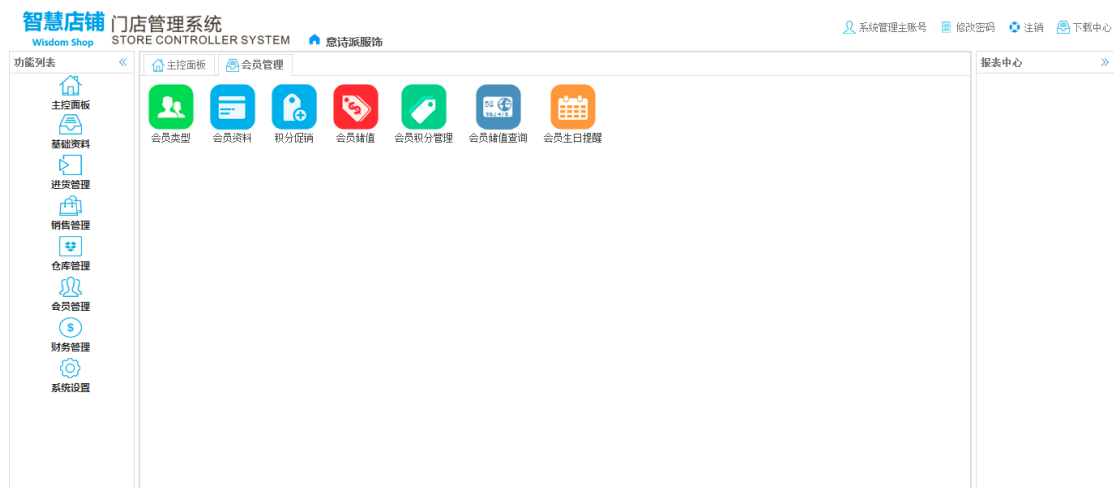 智慧店铺 门店管理系统
Wisdom Shop STORE CONTROLLER SYSTEM 意诗派服饰
系统管理主账号 修改密码 注销 下载中心
功能列表
主控面板
基础资料
进货管理
销售管理
仓库管理
会员管理
财务管理
系统设置
主控面板 会员管理
会员类型 会员资料 积分促销 会员储值 会员积分管理 会员储值查询 会员生日提醒
报表中心